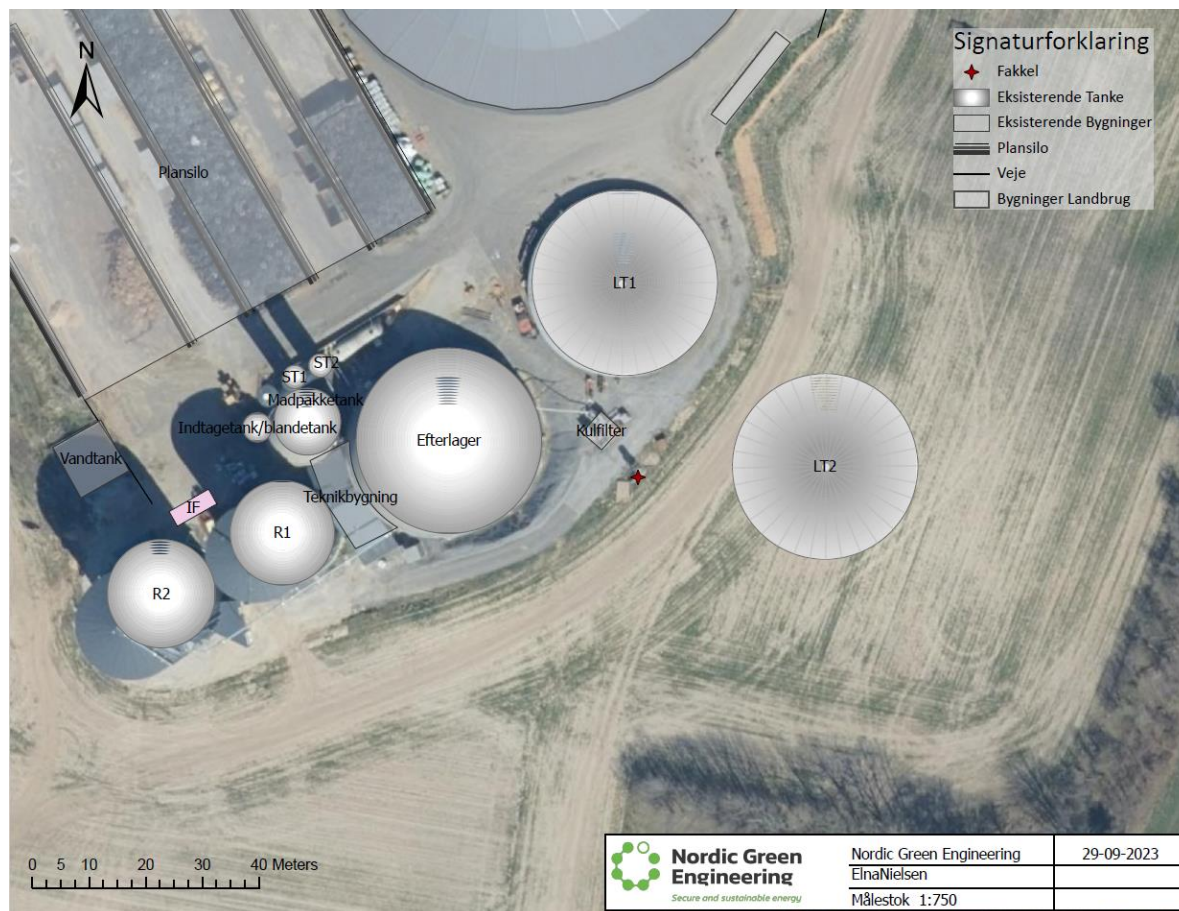 N
Signaturforklaring
Fakkel
Eksisterende Tanke
Eksisterende Bygninger
Plansilo
Veje
Bygninger Landbrug
Plansilo
LT1
ST2
ST1
Madpakketank
Indtagetank/blandetank
Efterlager
Kulfilter
Vandtank
LT2
Teknikbygning
IF
R1
R2
0 5 10 20 30 40 Meters
Nordic Green
Engineering
Secure and sustainable energy
Nordic Green Engineering 29-09-2023
ElnaNielsen
Målestok 1:750